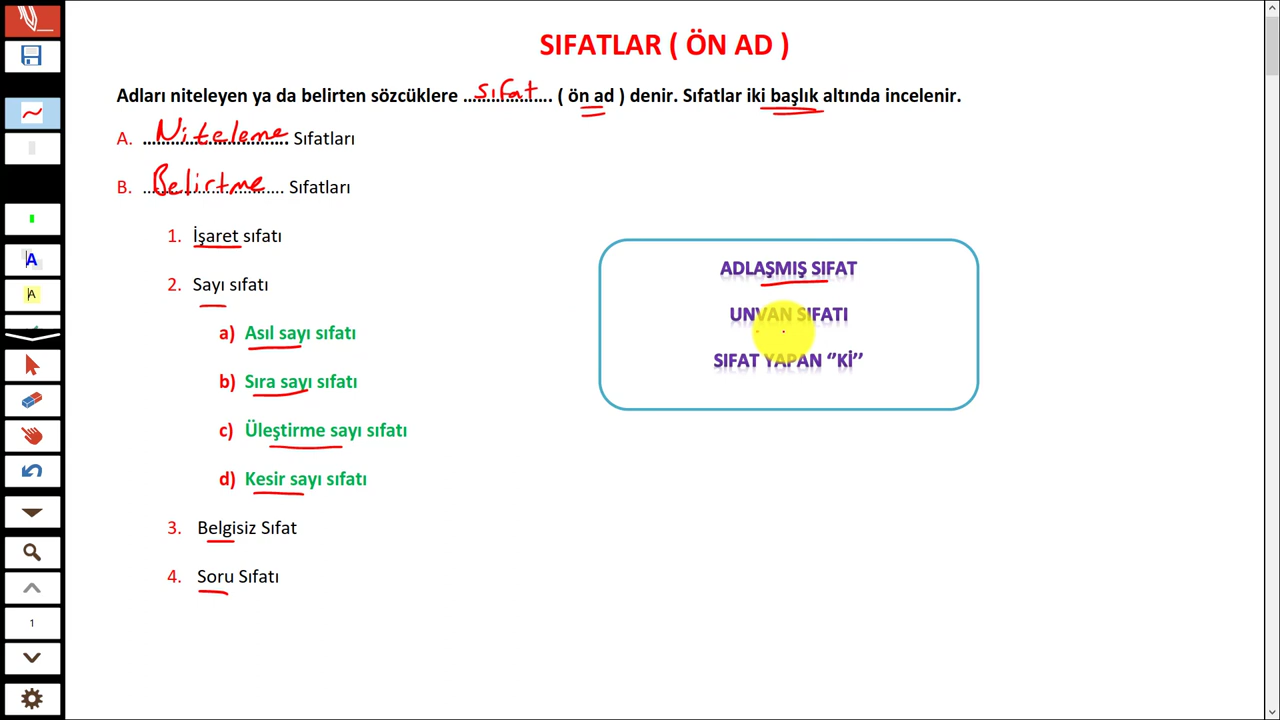 SIFATLAR ( ÖN AD )
Adları niteleyen ya da belirten sözcüklere ...sıfat... ( ön ad ) denir. Sıfatlar iki başlık altında incelenir.
A. Niteleme Sıfatları
B. Belirtme Sıfatları
1. İşaret sıfatı
2. Sayı sıfatı
a) Asıl sayı sıfatı
b) Sıra sayı sıfatı
c) Üleştirme sayı sıfatı
d) Kesir sayı sıfatı
3. Belgisiz Sıfat
4. Soru Sıfatı
ADLAŞMIŞ SIFAT
UNVAN SIFATI
SIFAT YAPAN ‘’Kİ’’
A
A
1